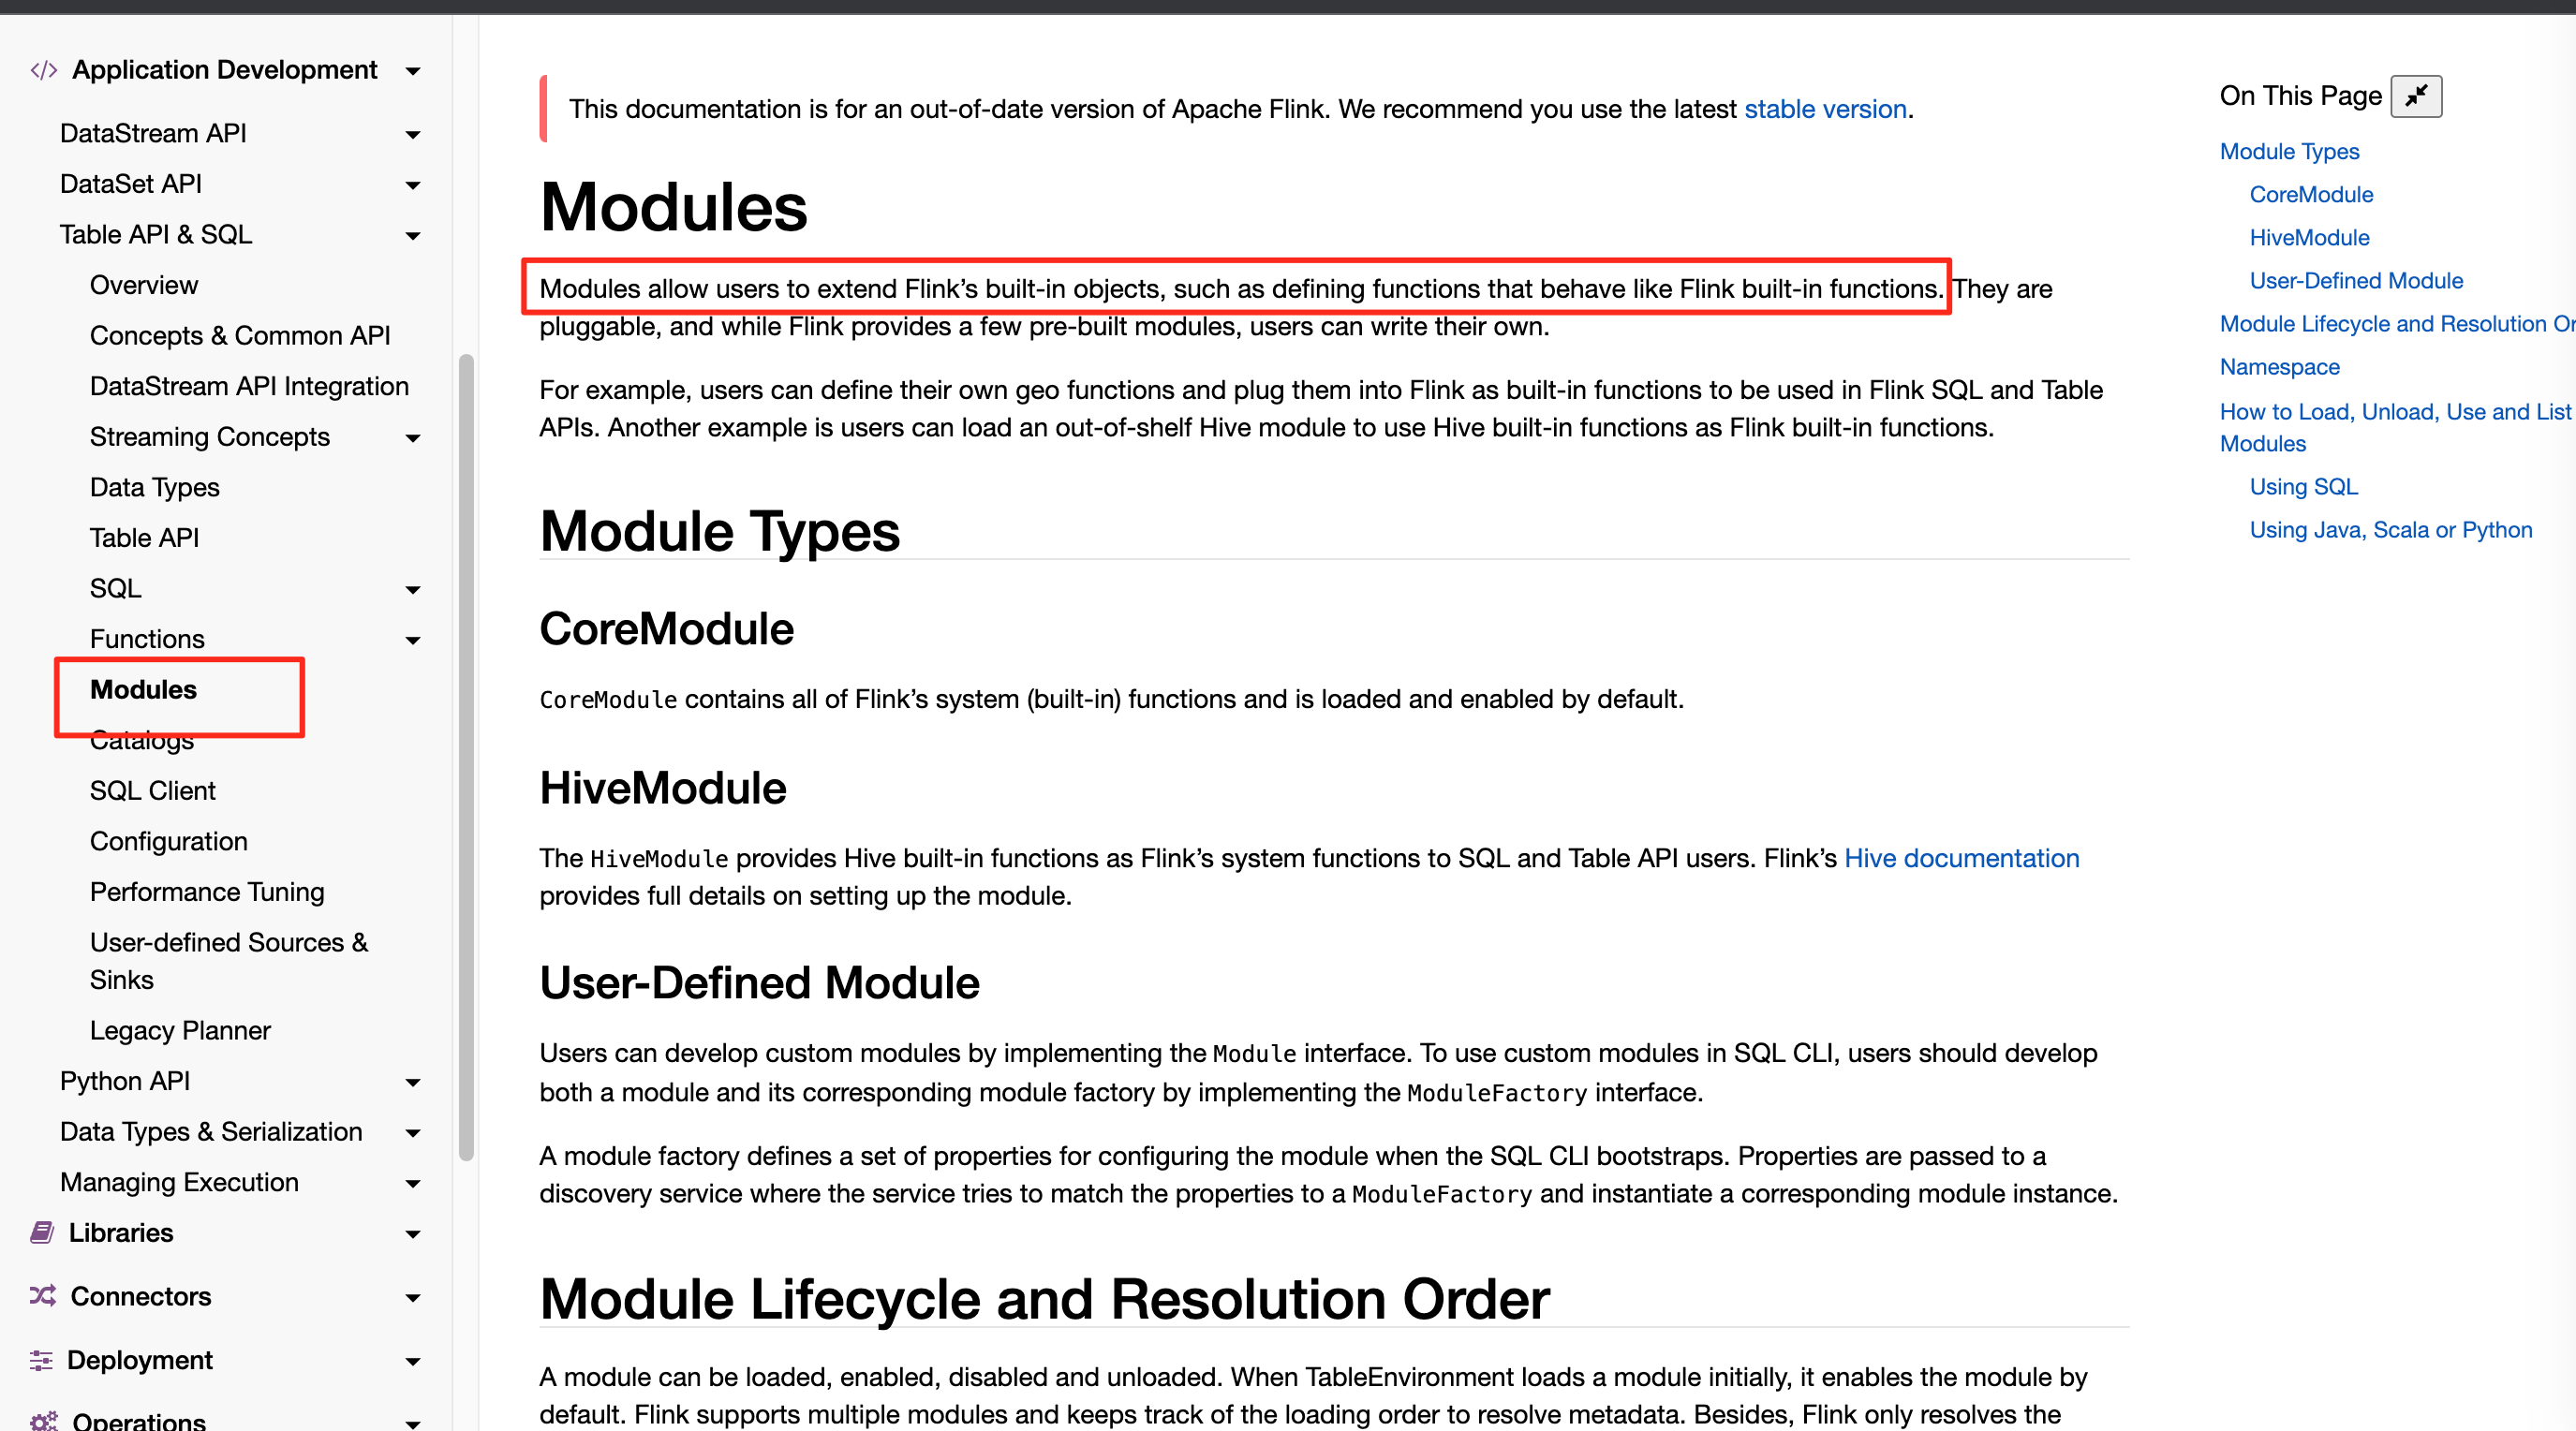 Application Development
DataStream API
DataSet API
Table API & SQL
Overview
Concepts & Common API
DataStream API Integration
Streaming Concepts
Data Types
Table API
SQL
Functions
Modules
Catalogs
SQL Client
Configuration
Performance Tuning
User-defined Sources &
Sinks
Legacy Planner
Python API
Data Types & Serialization
Managing Execution
Libraries
Connectors
Deployment
Operations
This documentation is for an out-of-date version of Apache Flink. We recommend you use the latest stable version.
Modules
Modules allow users to extend Flink’s built-in objects, such as defining functions that behave like Flink built-in functions. They are
pluggable, and while Flink provides a few pre-built modules, users can write their own.
For example, users can define their own geo functions and plug them into Flink as built-in functions to be used in Flink SQL and Table
APIs. Another example is users can load an out-of-shelf Hive module to use Hive built-in functions as Flink built-in functions.
Module Types
CoreModule
CoreModule contains all of Flink’s system (built-in) functions and is loaded and enabled by default.
HiveModule
The HiveModule provides Hive built-in functions as Flink’s system functions to SQL and Table API users. Flink’s Hive documentation
provides full details on setting up the module.
User-Defined Module
Users can develop custom modules by implementing the Module interface. To use custom modules in SQL CLI, users should develop
both a module and its corresponding module factory by implementing the ModuleFactory interface.
A module factory defines a set of properties for configuring the module when the SQL CLI bootstraps. Properties are passed to a
discovery service where the service tries to match the properties to a ModuleFactory and instantiate a corresponding module instance.
Module Lifecycle and Resolution Order
A module can be loaded, enabled, disabled and unloaded. When TableEnvironment loads a module initially, it enables the module by
default. Flink supports multiple modules and keeps track of the loading order to resolve metadata. Besides, Flink only resolves the
On This Page
Module Types
CoreModule
HiveModule
User-Defined Module
Module Lifecycle and Resolution Or
Namespace
How to Load, Unload, Use and List
Modules
Using SQL
Using Java, Scala or Python